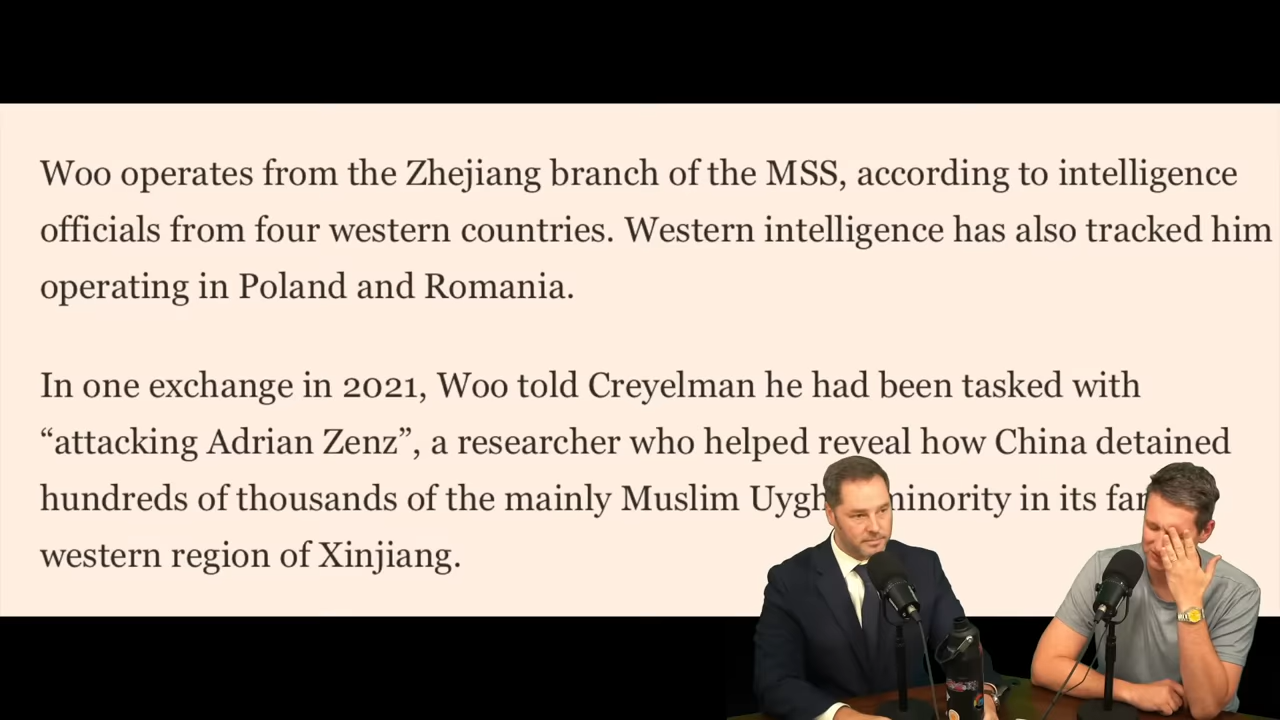 Woo operates from the Zhejiang branch of the MSS, according to intelligence
officials from four western countries. Western intelligence has also tracked him
operating in Poland and Romania.
In one exchange in 2021, Woo told Creyelman he had been tasked with
“attacking Adrian Zenz”, a researcher who helped reveal how China detained
hundreds of thousands of the mainly Muslim minority in its
western region of Xinjiang.